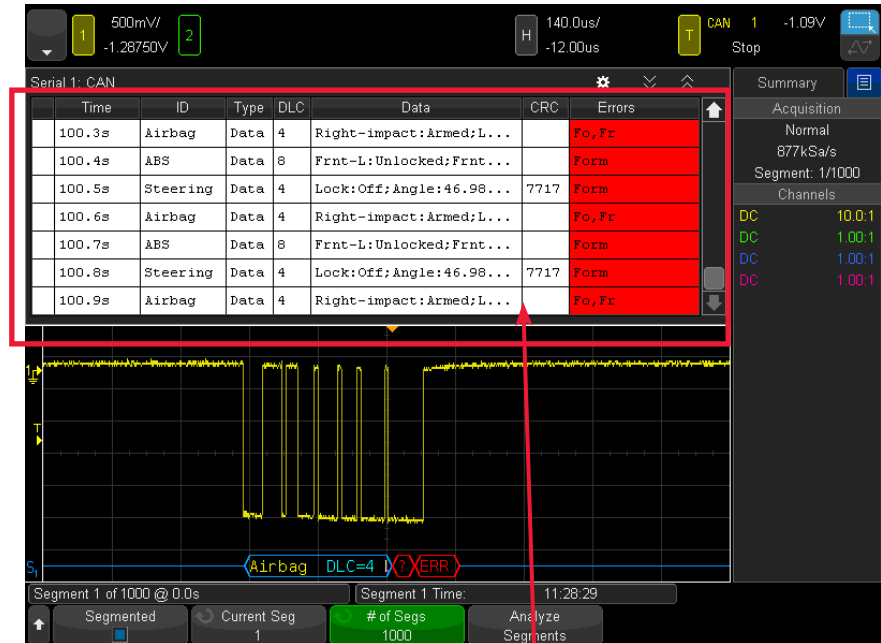 1 500mV/ 2 H 140.0us/ T CAN 1 -1.09V
-1.28750V -12.00us Stop
Serial 1: CAN Summary
Time ID Type DLC Data CRC Errors
100.3s Airbag Data 4 Right-impact:Armed;L... Fo,Fr
100.4s ABS Data 8 Frnt-L:Unlocked;Frnt... Form
100.5s Steering Data 4 Lock:Off;Angle:46.98... 7717 Form
100.6s Airbag Data 4 Right-impact:Armed;L... Fo,Fr
100.7s ABS Data 8 Frnt-L:Unlocked;Frnt... Form
100.8s Steering Data 4 Lock:Off;Angle:46.98... 7717 Form
100.9s Airbag Data 4 Right-impact:Armed;L... Fo,Fr
Acquisition
Normal
877kSa/s
Segment: 1/1000
Channels
DC 10.0:1
DC 1.00:1
DC 1.00:1
DC 1.00:1
1
T
S1 Airbag DLC=4 ? ERR
Segment 1 of 1000 @ 0.0s Segment 1 Time: 11:28:29
Segmented Current Seg # of Segs Analyze
1 1000 Segments